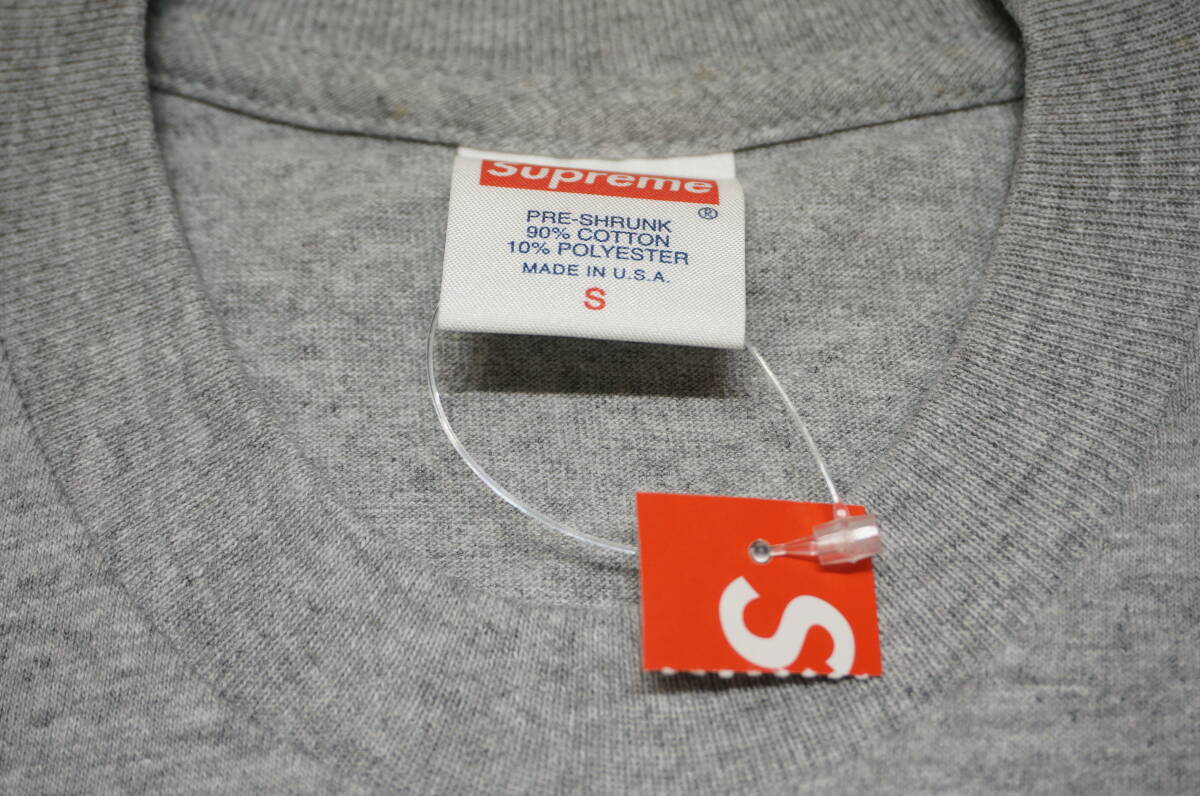 Supreme
®
PRE-SHRUNK
90% COTTON
10% POLYESTER
MADE IN U.S.A.
S
S